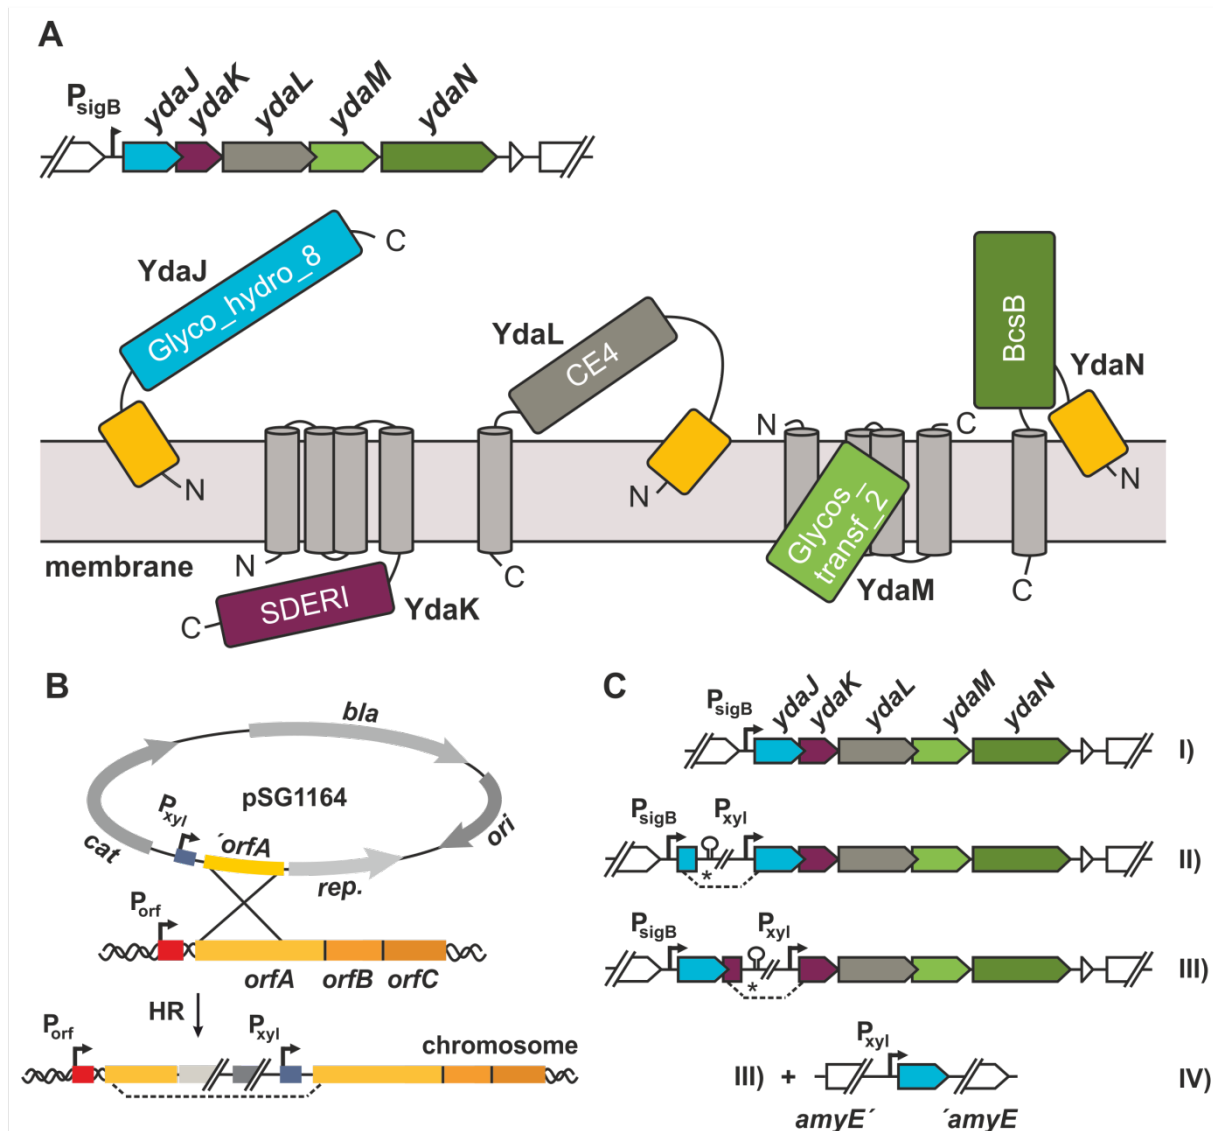 A
PsigB
ydaJ
ydaK
ydaL
ydaM
ydaN
YdaJ
Glyco_hydro_8
C
N
YdaL
CE4
N
C
BcsB
YdaN
N
C
N
C
Glycos_
transf_2
YdaM
membrane
N
SDERI
C
YdaK
B
bla
pSG1164
Pxyl
cat
´orfA
ori
rep.
Porf
orfA orfB orfC
HR
Porf Pxyl
chromosome
C
PsigB
ydaJ
ydaK
ydaL
ydaM
ydaN
I)
PsigB Pxyl
*
II)
PsigB Pxyl
*
III)
Pxyl
III) + IV)
amyE´ ´amyE